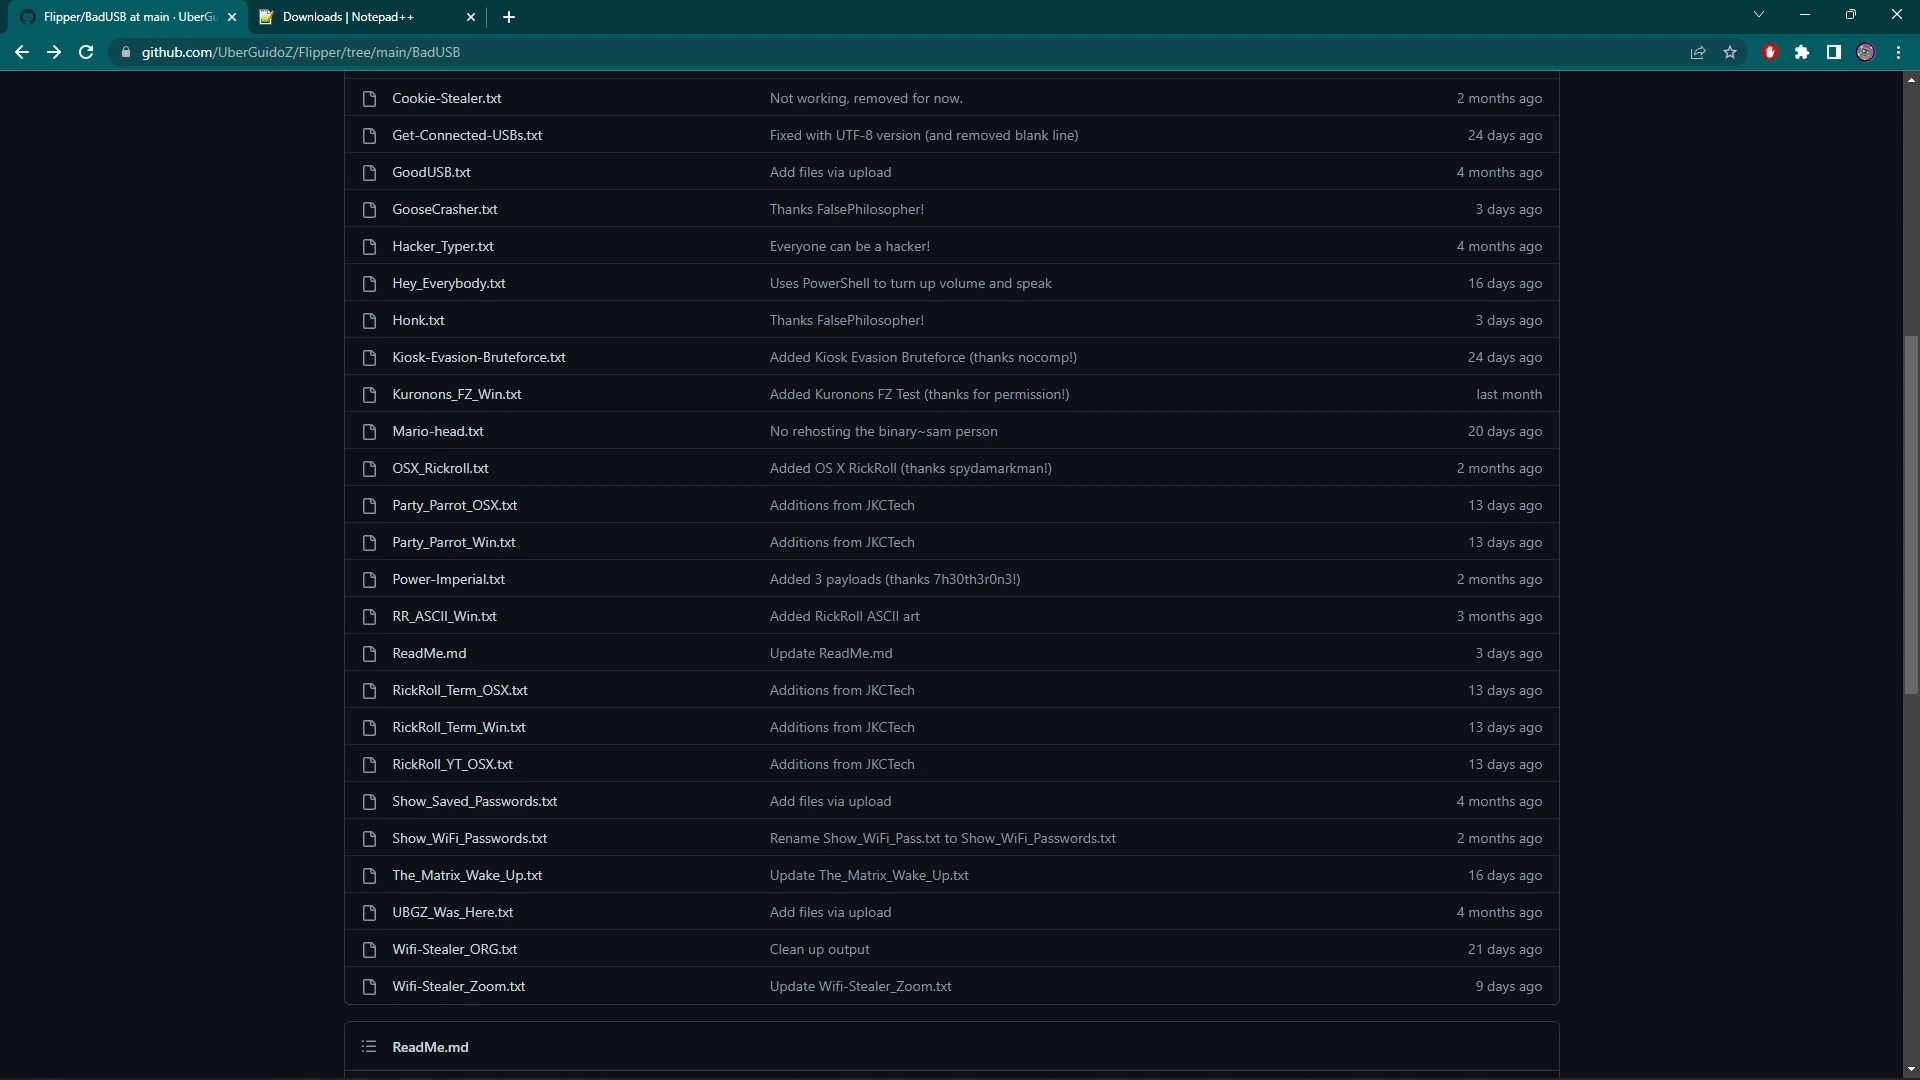 Flipper/BadUSB at main · UberGu
Downloads | Notepad++
github.com/UberGuidoZ/Flipper/tree/main/BadUSB
Cookie-Stealer.txt Not working, removed for now. 2 months ago
Get-Connected-USBs.txt Fixed with UTF-8 version (and removed blank line) 24 days ago
GoodUSB.txt Add files via upload 4 months ago
GooseCrasher.txt Thanks FalsePhilosopher! 3 days ago
Hacker_Typer.txt Everyone can be a hacker! 4 months ago
Hey_Everybody.txt Uses PowerShell to turn up volume and speak 16 days ago
Honk.txt Thanks FalsePhilosopher! 3 days ago
Kiosk-Evasion-Bruteforce.txt Added Kiosk Evasion Bruteforce (thanks nocomp!) 24 days ago
Kuronons_FZ_Win.txt Added Kuronons FZ Test (thanks for permission!) last month
Mario-head.txt No rehosting the binary~sam person 20 days ago
OSX_Rickroll.txt Added OS X RickRoll (thanks spydamarkman!) 2 months ago
Party_Parrot_OSX.txt Additions from JKCTech 13 days ago
Party_Parrot_Win.txt Additions from JKCTech 13 days ago
Power-Imperial.txt Added 3 payloads (thanks 7h30th3r0n3!) 2 months ago
RR_ASCII_Win.txt Added RickRoll ASCII art 3 months ago
ReadMe.md Update ReadMe.md 3 days ago
RickRoll_Term_OSX.txt Additions from JKCTech 13 days ago
RickRoll_Term_Win.txt Additions from JKCTech 13 days ago
RickRoll_YT_OSX.txt Additions from JKCTech 13 days ago
Show_Saved_Passwords.txt Add files via upload 4 months ago
Show_WiFi_Passwords.txt Rename Show_WiFi_Pass.txt to Show_WiFi_Passwords.txt 2 months ago
The_Matrix_Wake_Up.txt Update The_Matrix_Wake_Up.txt 16 days ago
UBGZ_Was_Here.txt Add files via upload 4 months ago
Wifi-Stealer_ORG.txt Clean up output 21 days ago
Wifi-Stealer_Zoom.txt Update Wifi-Stealer_Zoom.txt 9 days ago
ReadMe.md